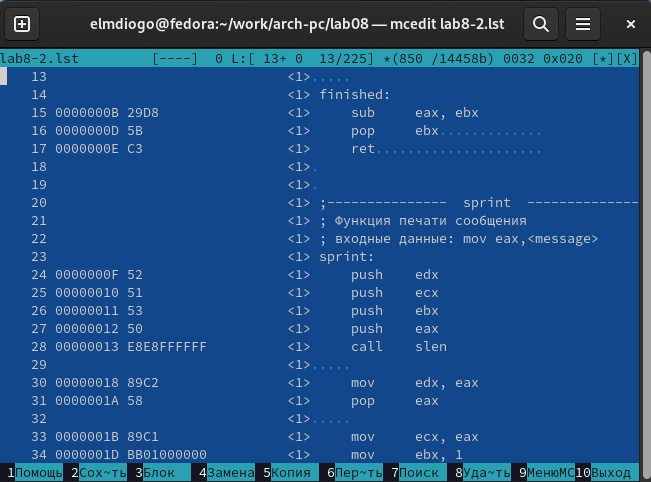 elmdiogo@fedora:~/work/arch-pc/lab08 — mcedit lab8-2.lst
lab8-2.lst [----] 0 L:[ 13+ 0 13/225] *(850 /14458b) 0032 0x020 [*][X]
13 <1>.....
14 <1> finished:
15 0000000B 29D8 <1> sub eax, ebx
16 0000000D 5B <1> pop ebx.............
17 0000000E C3 <1> ret.....................
18 <1>.
19 <1>.
20 <1> ;--------------- sprint --------------
21 <1> ; Функция печати сообщения
22 <1> ; входные данные: mov eax,<message>
23 <1> sprint:
24 0000000F 52 <1> push edx
25 00000010 51 <1> push ecx
26 00000011 53 <1> push ebx
27 00000012 50 <1> push eax
28 00000013 E8E8FFFFFF <1> call slen
29 <1>.....
30 00000018 89C2 <1> mov edx, eax
31 0000001A 58 <1> pop eax
32 <1>.....
33 0000001B 89C1 <1> mov ecx, eax
34 0000001D BB01000000 <1> mov ebx, 1
1Помощь 2Сох~ть 3Блок 4Замена 5Копия 6Пер~ть 7Поиск 8Уда~ть 9МенюMC 10Выход